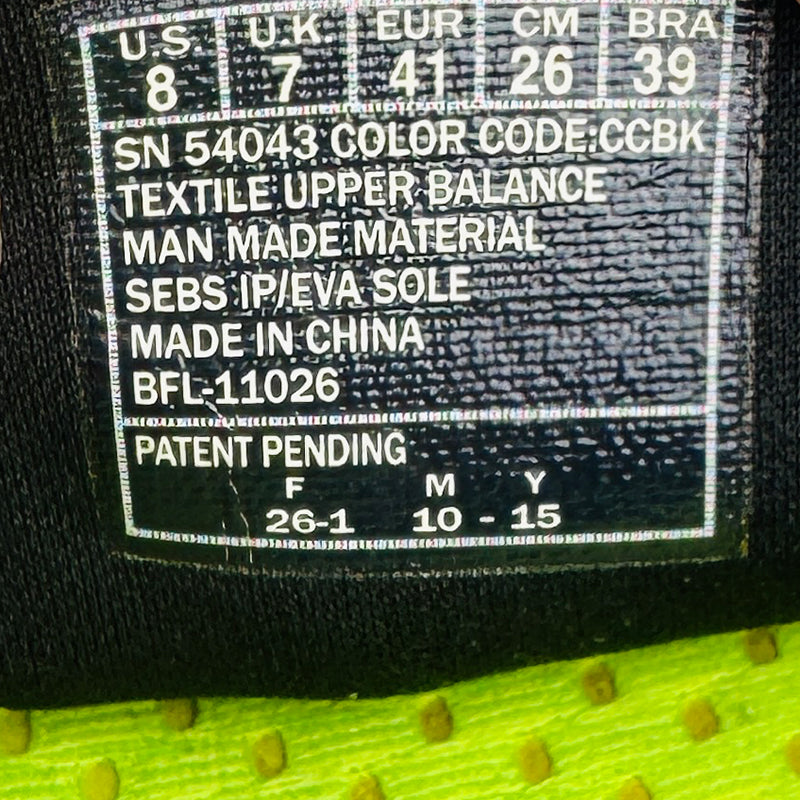 U.S. U.K. EUR CM BRA
8 7 41 26 39
SN 54043 COLOR CODE:CCBK
TEXTILE UPPER BALANCE
MAN MADE MATERIAL
SEBS IP/EVA SOLE
MADE IN CHINA
BFL-11026
PATENT PENDING
F M Y
26-1 10 - 15